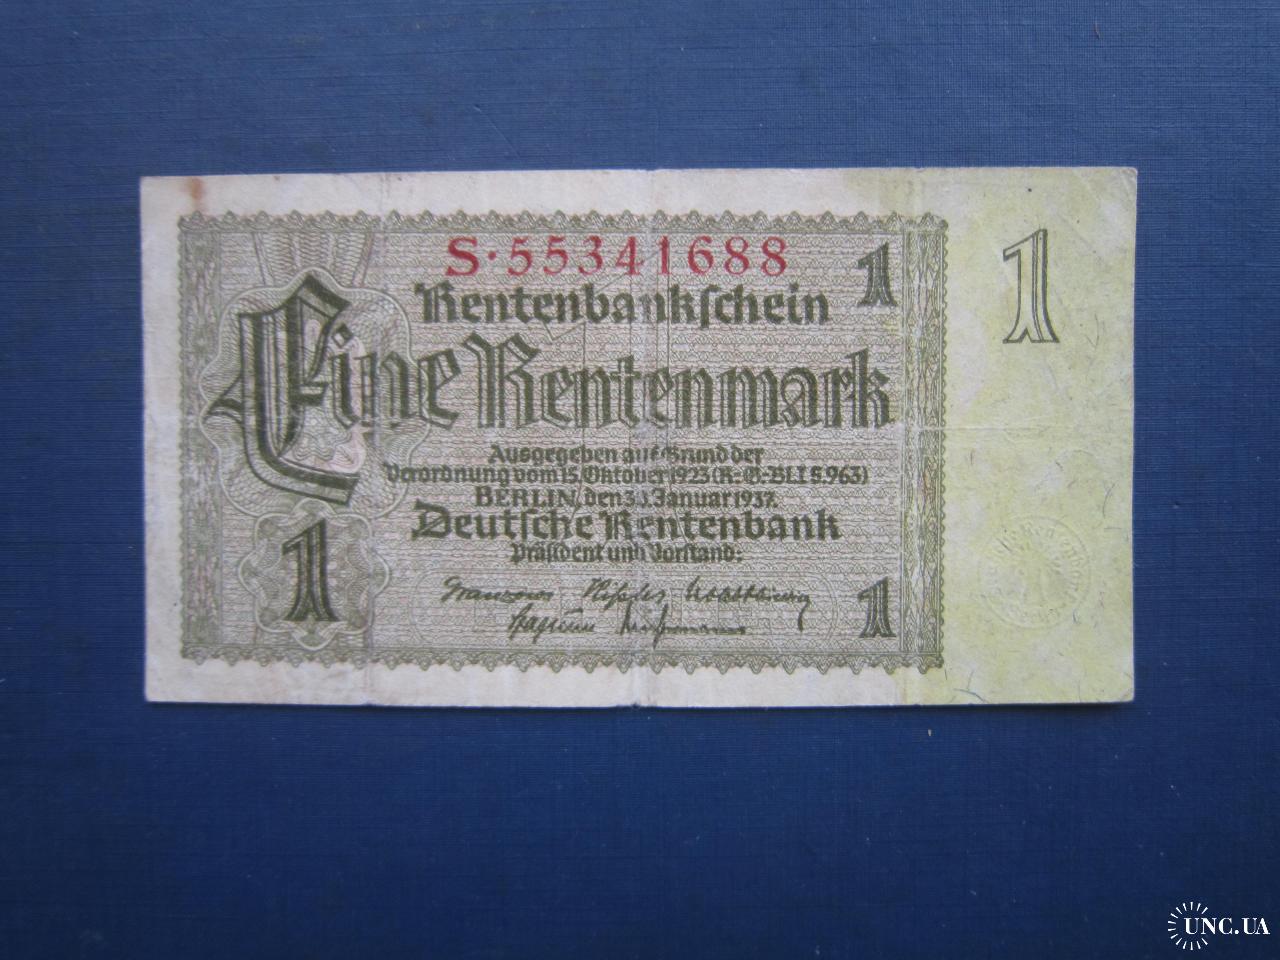 S·55341688
1
1
Rentenbankſchein
Eine Rentenmark
Ausgegeben auf Grund der
Verordnung vom 15. Oktober 1923 (R.-G.-Bl. I S. 963)
BERLIN, den 30. Januar 1937.
Deutſche Rentenbank
Präſident und Vorſtand:
1
1
UNC.UA